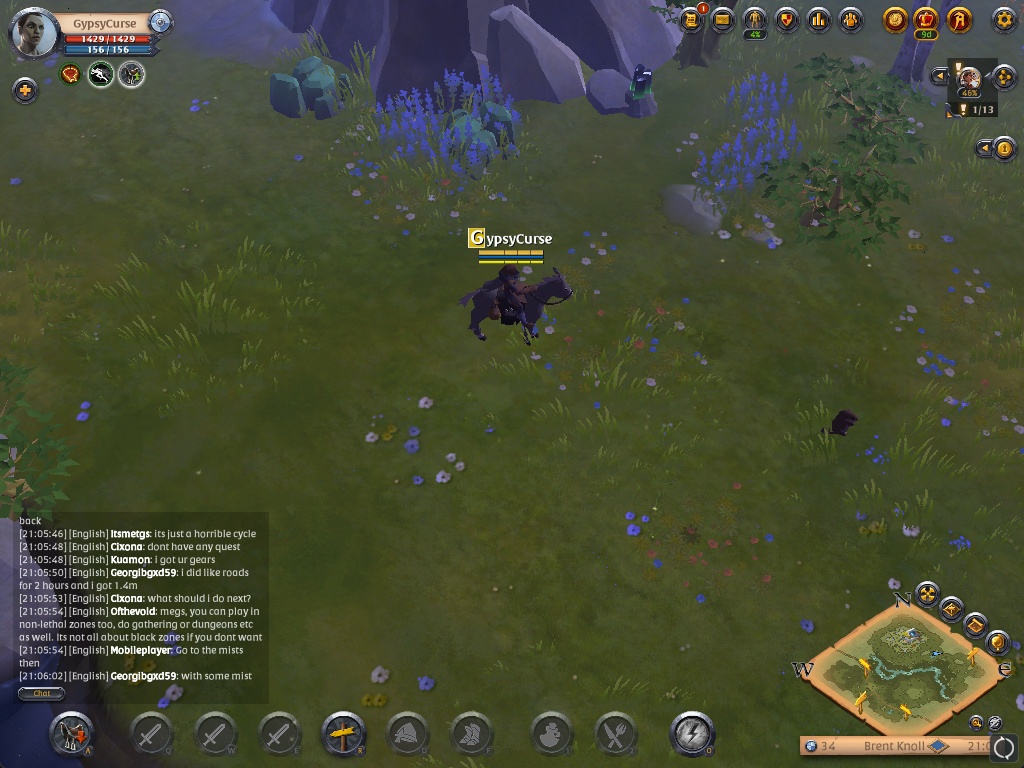 GypsyCurse
1429 / 1429
156 / 156
1
4%
9d
46%
1/13
GypsyCurse
back
[21:05:46] [English] Itsmetgs: its just a horrible cycle
[21:05:48] [English] Cixona: dont have any quest
[21:05:48] [English] Kuamon: i got ur gears
[21:05:50] [English] Georgibgxd59: i did like roads
for 2 hours and i got 1.4m
[21:05:53] [English] Cixona: what should i do next?
[21:05:54] [English] Ofthevoid: megs, you can play in
non-lethal zones too, do gathering or dungeons etc
as well. Its not all about black zones if you dont want
[21:05:54] [English] Mobileplayer: Go to the mists
then
[21:06:02] [English] Georgibgxd59: with some mist
Chat
N
W
E
A
Q
W
E
R
D
F
34
Brent Knoll